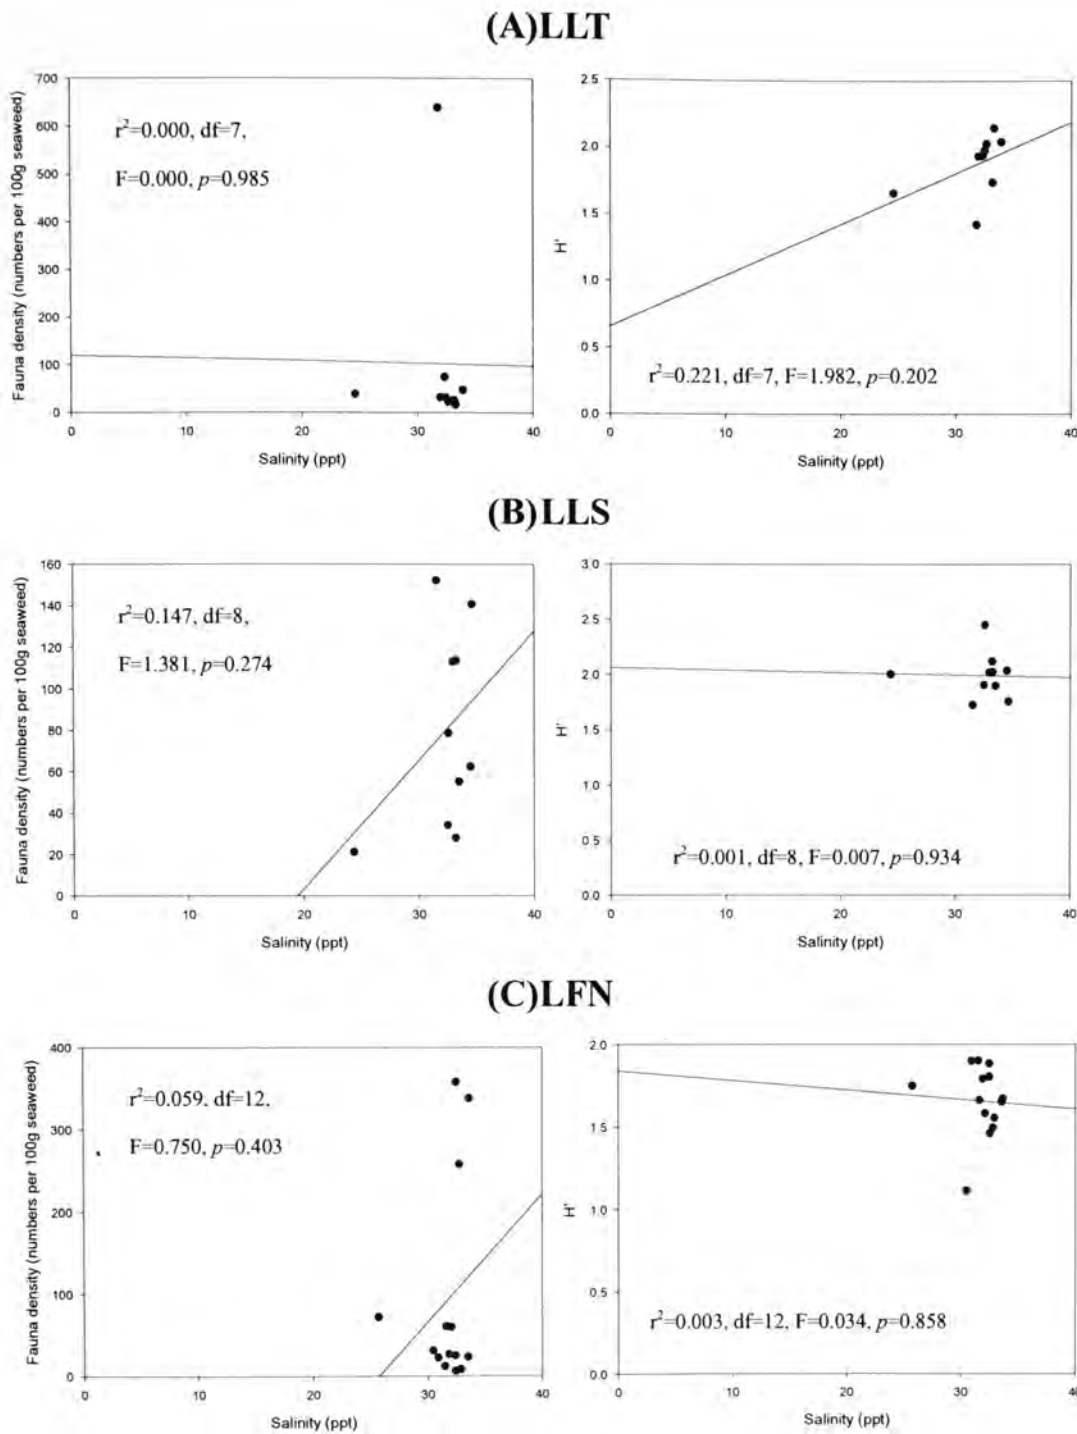 (A)LLT
Fauna density (numbers per 100g seaweed)
700
600
500
400
300
200
100
0
r²=0.000, df=7,
F=0.000, p=0.985
0 10 20 30 40
Salinity (ppt)
H'
2.5
2.0
1.5
1.0
0.5
0.0
r²=0.221, df=7, F=1.982, p=0.202
0 10 20 30 40
Salinity (ppt)
(B)LLS
Fauna density (numbers per 100g seaweed)
160
140
120
100
80
60
40
20
0
r²=0.147, df=8,
F=1.381, p=0.274
0 10 20 30 40
Salinity (ppt)
H'
3.0
2.5
2.0
1.5
1.0
0.5
0.0
r²=0.001, df=8, F=0.007, p=0.934
0 10 20 30 40
Salinity (ppt)
(C)LFN
Fauna density (numbers per 100g seaweed)
400
300
200
100
0
r²=0.059, df=12,
F=0.750, p=0.403
0 10 20 30 40
Salinity (ppt)
H'
2.0
1.5
1.0
0.5
0.0
r²=0.003, df=12, F=0.034, p=0.858
0 10 20 30 40
Salinity (ppt)